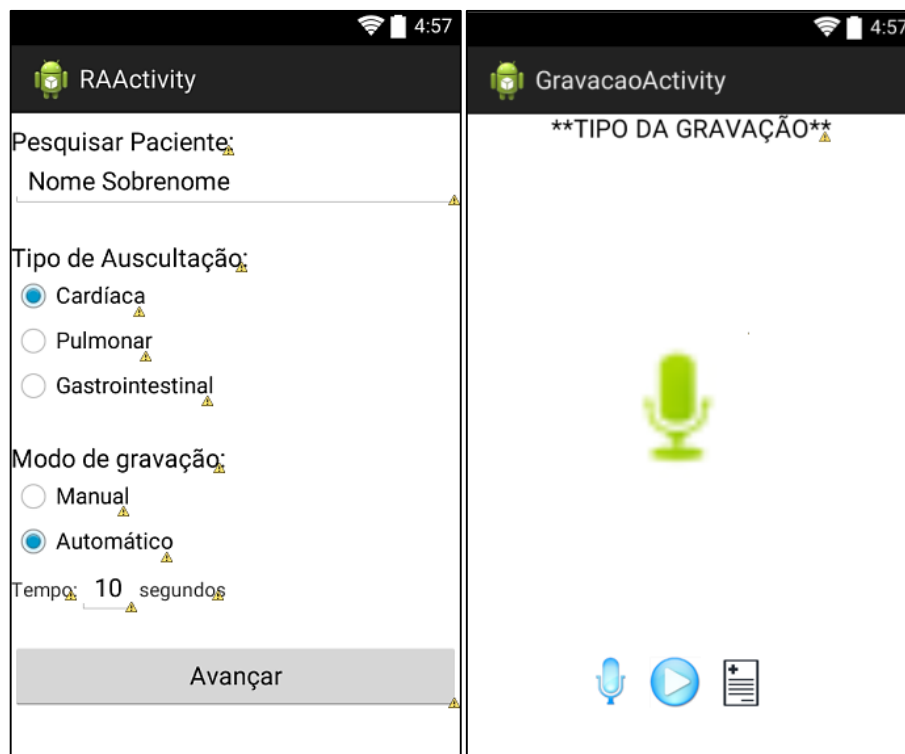 4:57
RAActivity
Pesquisar Paciente:
Nome Sobrenome
Tipo de Auscultação:
Cardíaca
Pulmonar
Gastrointestinal
Modo de gravação:
Manual
Automático
Tempo: 10 segundos
Avançar
4:57
GravacaoActivity
**TIPO DA GRAVAÇÃO**